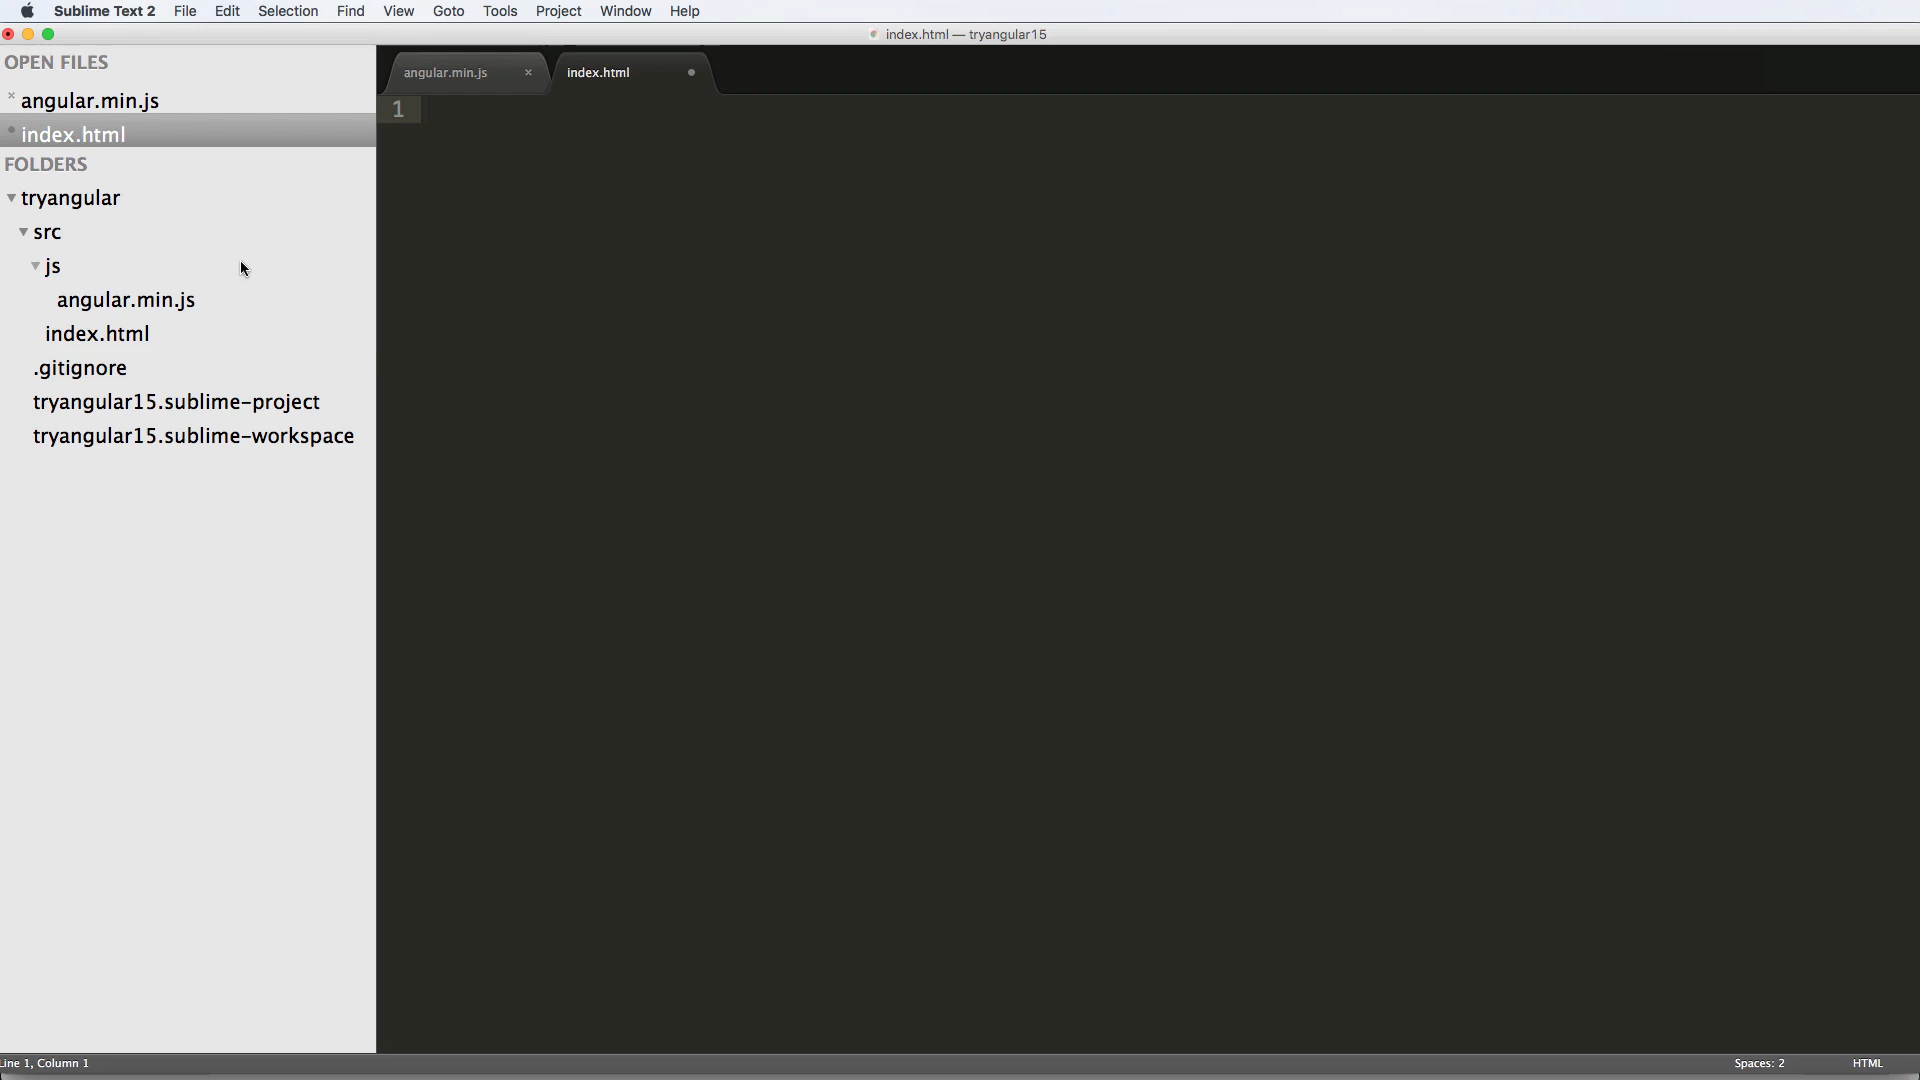 Sublime Text 2 File Edit Selection Find View Goto Tools Project Window Help
index.html — tryangular15
OPEN FILES
angular.min.js
index.html
FOLDERS
tryangular
src
js
angular.min.js
index.html
.gitignore
tryangular15.sublime-project
tryangular15.sublime-workspace
angular.min.js × index.html
1
Line 1, Column 1
Spaces: 2 HTML